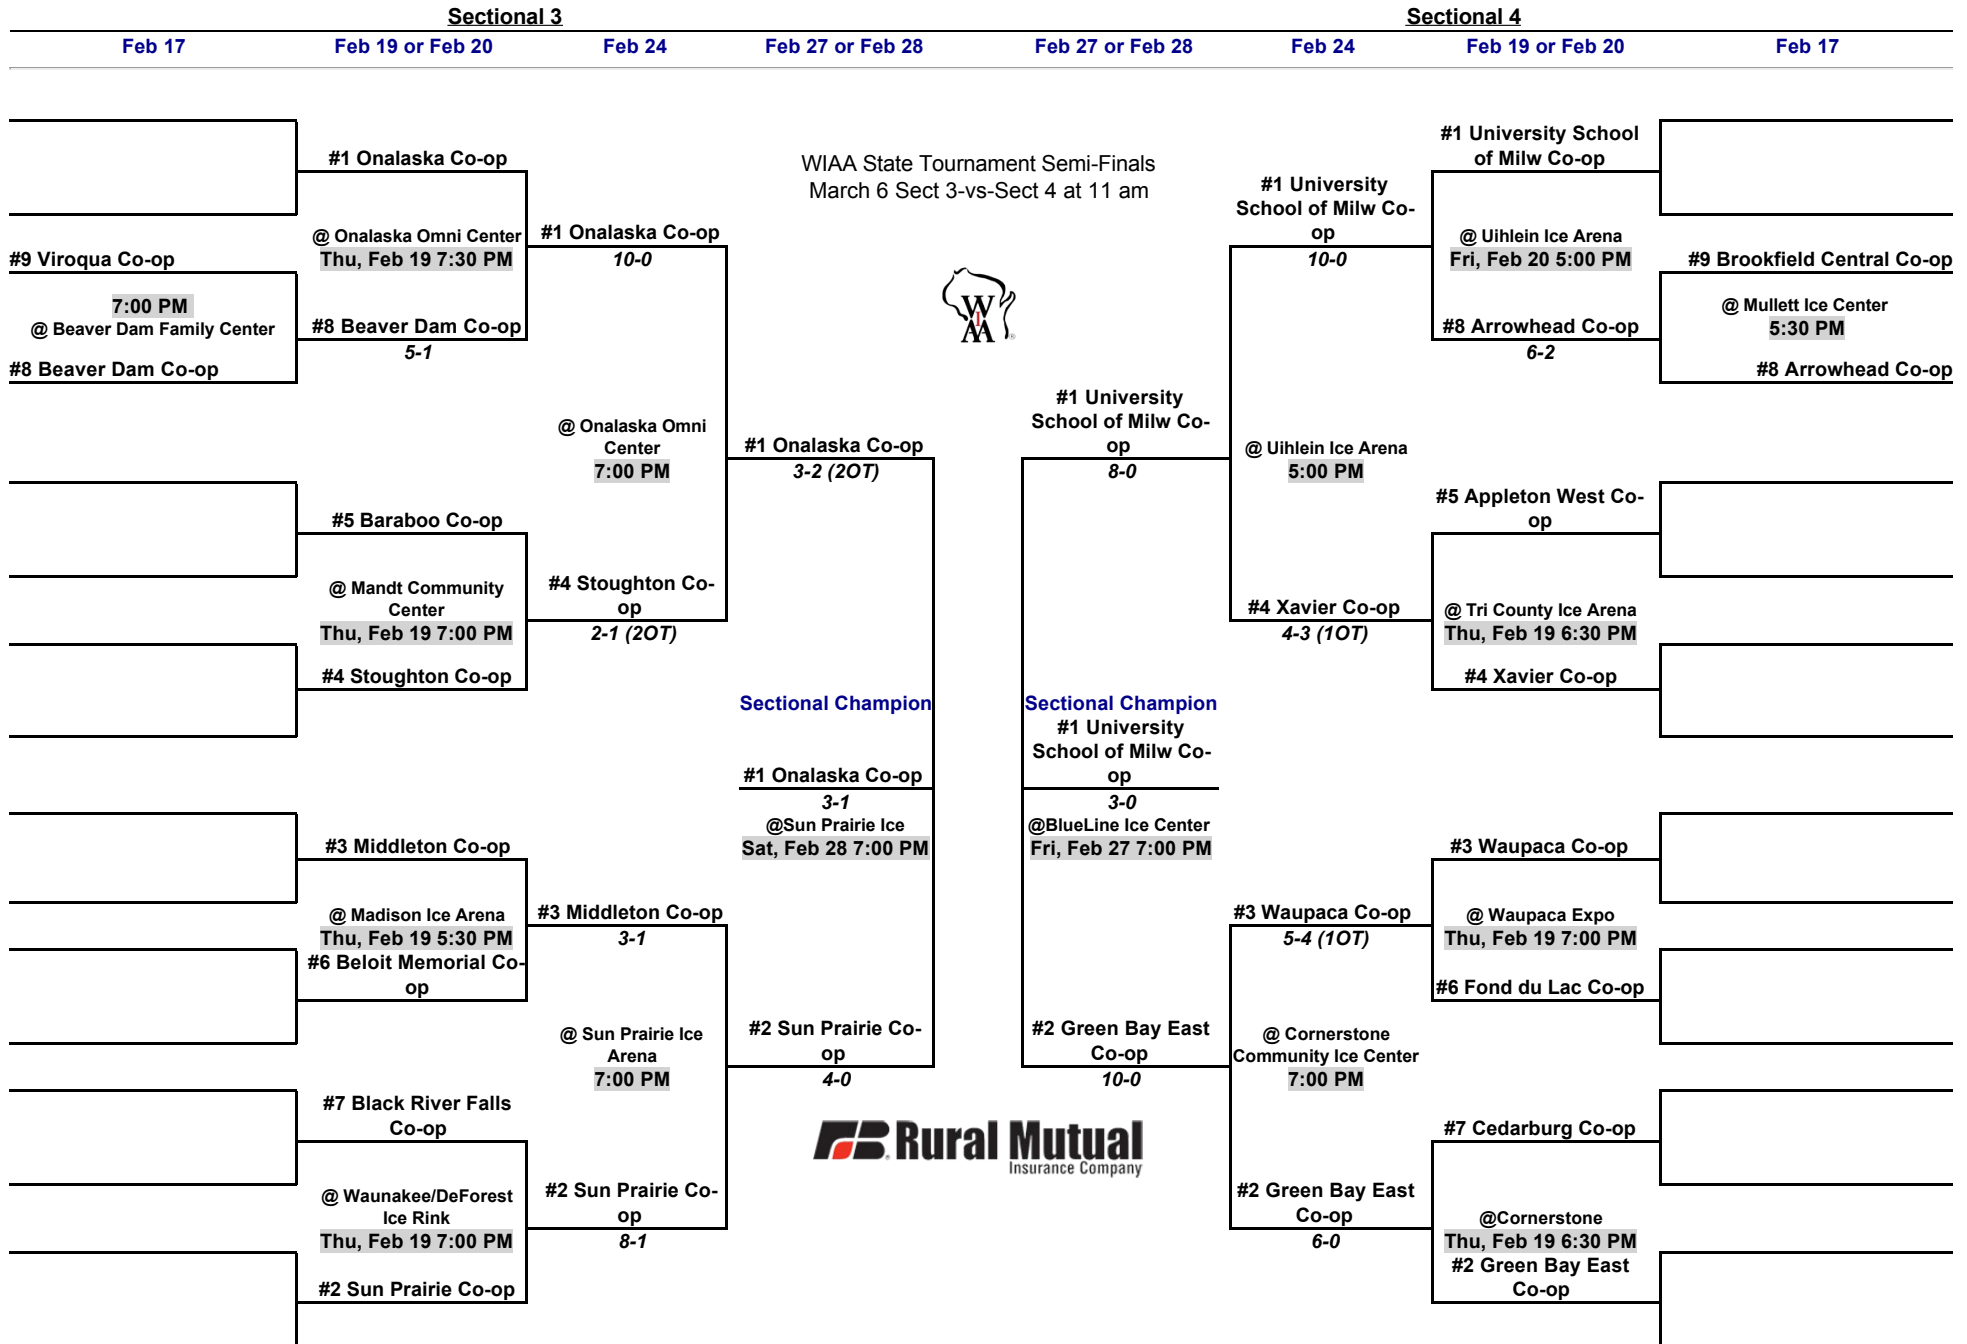 Sectional 3
Sectional 4
Feb 17
Feb 19 or Feb 20
Feb 24
Feb 27 or Feb 28
Feb 27 or Feb 28
Feb 24
Feb 19 or Feb 20
Feb 17
WIAA State Tournament Semi-Finals
March 6 Sect 3-vs-Sect 4 at 11 am
WIAA
#9 Viroqua Co-op
7:00 PM
@ Beaver Dam Family Center
#8 Beaver Dam Co-op
#1 Onalaska Co-op
@ Onalaska Omni Center
Thu, Feb 19 7:30 PM
#8 Beaver Dam Co-op
5-1
#5 Baraboo Co-op
@ Mandt Community
Center
Thu, Feb 19 7:00 PM
#4 Stoughton Co-op
#3 Middleton Co-op
@ Madison Ice Arena
Thu, Feb 19 5:30 PM
#6 Beloit Memorial Co-
op
#7 Black River Falls
Co-op
@ Waunakee/DeForest
Ice Rink
Thu, Feb 19 7:00 PM
#2 Sun Prairie Co-op
#1 Onalaska Co-op
10-0
@ Onalaska Omni
Center
7:00 PM
#4 Stoughton Co-
op
2-1 (2OT)
#3 Middleton Co-op
3-1
@ Sun Prairie Ice
Arena
7:00 PM
#2 Sun Prairie Co-
op
8-1
#1 Onalaska Co-op
3-2 (2OT)
Sectional Champion
#1 Onalaska Co-op
3-1
@Sun Prairie Ice
Sat, Feb 28 7:00 PM
#2 Sun Prairie Co-
op
4-0
#1 University
School of Milw Co-
op
8-0
Sectional Champion
#1 University
School of Milw Co-
op
3-0
@BlueLine Ice Center
Fri, Feb 27 7:00 PM
#2 Green Bay East
Co-op
10-0
Rural Mutual
Insurance Company
#1 University
School of Milw Co-
op
10-0
@ Uihlein Ice Arena
5:00 PM
#4 Xavier Co-op
4-3 (1OT)
#3 Waupaca Co-op
5-4 (1OT)
@ Cornerstone
Community Ice Center
7:00 PM
#2 Green Bay East
Co-op
6-0
#1 University School
of Milw Co-op
@ Uihlein Ice Arena
Fri, Feb 20 5:00 PM
#8 Arrowhead Co-op
6-2
#5 Appleton West Co-
op
@ Tri County Ice Arena
Thu, Feb 19 6:30 PM
#4 Xavier Co-op
#3 Waupaca Co-op
@ Waupaca Expo
Thu, Feb 19 7:00 PM
#6 Fond du Lac Co-op
#7 Cedarburg Co-op
@Cornerstone
Thu, Feb 19 6:30 PM
#2 Green Bay East
Co-op
#9 Brookfield Central Co-op
@ Mullett Ice Center
5:30 PM
#8 Arrowhead Co-op